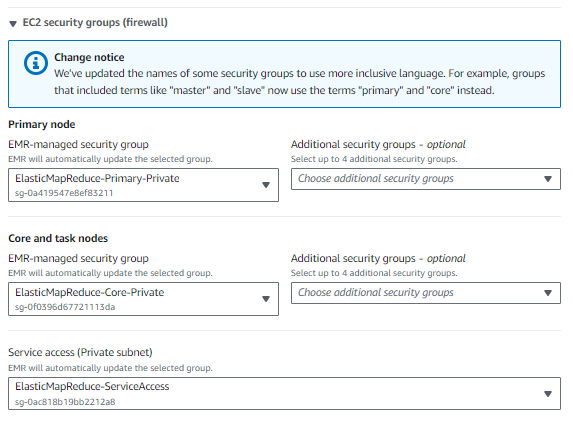 EC2 security groups (firewall)
Change notice
We've updated the names of some security groups to use more inclusive language. For example, groups
that included terms like "master" and "slave" now use the terms "primary" and "core" instead.
Primary node
EMR-managed security group
EMR will automatically update the selected group.
ElasticMapReduce-Primary-Private
sg-0a419547e8ef83211
Additional security groups - optional
Select up to 4 additional security groups.
Choose additional security groups
Core and task nodes
EMR-managed security group
EMR will automatically update the selected group.
ElasticMapReduce-Core-Private
sg-0f0396d67721113da
Additional security groups - optional
Select up to 4 additional security groups.
Choose additional security groups
Service access (Private subnet)
EMR will automatically update the selected group.
ElasticMapReduce-ServiceAccess
sg-0ac818b19bb2212a8